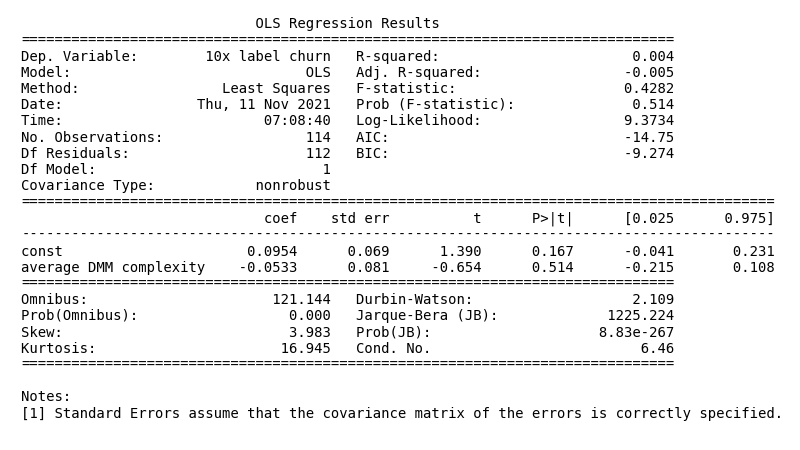 OLS Regression Results
==============================================================================
Dep. Variable:        10x label churn   R-squared:                       0.004
Model:                            OLS   Adj. R-squared:                 -0.005
Method:                 Least Squares   F-statistic:                    0.4282
Date:                Thu, 11 Nov 2021   Prob (F-statistic):              0.514
Time:                        07:08:40   Log-Likelihood:                 9.3734
No. Observations:                 114   AIC:                            -14.75
Df Residuals:                     112   BIC:                            -9.274
Df Model:                           1
Covariance Type:            nonrobust
==========================================================================================
                             coef    std err          t      P>|t|      [0.025      0.975]
------------------------------------------------------------------------------------------
const                      0.0954      0.069      1.390      0.167      -0.041       0.231
average DMM complexity    -0.0533      0.081     -0.654      0.514      -0.215       0.108
==============================================================================
Omnibus:                      121.144   Durbin-Watson:                   2.109
Prob(Omnibus):                  0.000   Jarque-Bera (JB):             1225.224
Skew:                           3.983   Prob(JB):                    8.83e-267
Kurtosis:                      16.945   Cond. No.                         6.46
==============================================================================
Notes:
[1] Standard Errors assume that the covariance matrix of the errors is correctly specified.